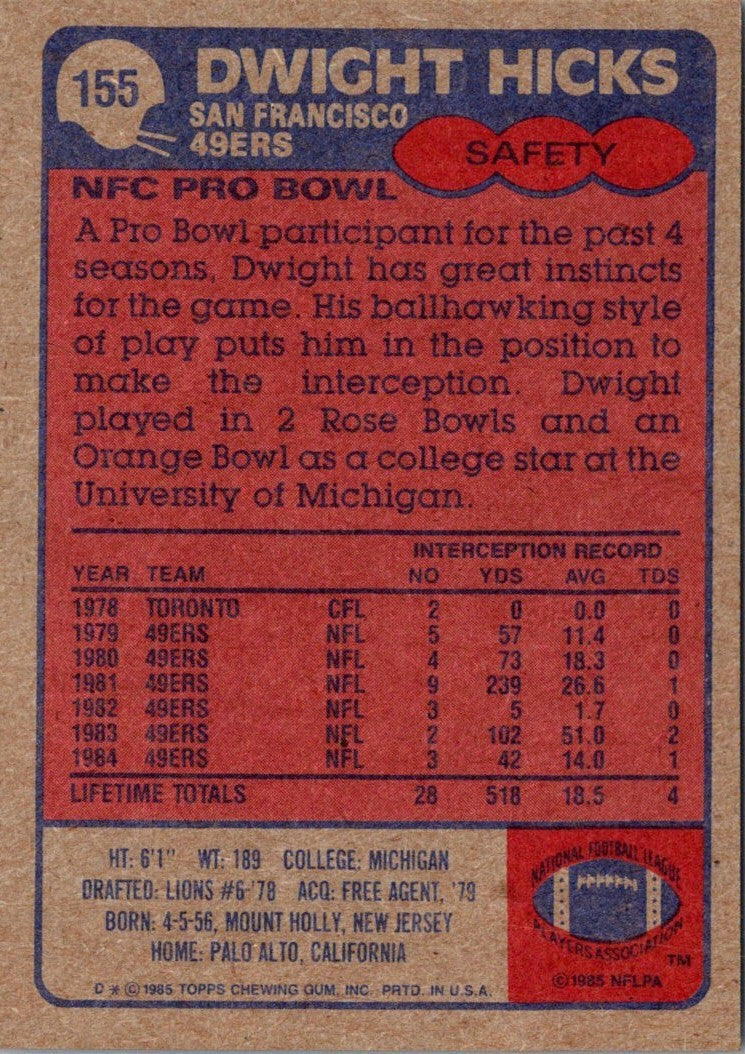 155
DWIGHT HICKS
SAN FRANCISCO
49ERS
SAFETY
NFC PRO BOWL
A Pro Bowl participant for the past 4
seasons, Dwight has great instincts
for the game. His ballhawking style
of play puts him in the position to
make the interception. Dwight
played in 2 Rose Bowls and an
Orange Bowl as a college star at the
University of Michigan.
INTERCEPTION RECORD
YEAR TEAM NO YDS AVG TDS
1978 TORONTO CFL 2 0 0.0 0
1979 49ERS NFL 5 57 11.4 0
1980 49ERS NFL 4 73 18.3 0
1981 49ERS NFL 9 239 26.6 1
1982 49ERS NFL 3 5 1.7 0
1983 49ERS NFL 2 102 51.0 2
1984 49ERS NFL 3 42 14.0 1
LIFETIME TOTALS 28 518 18.5 4
HT: 6'1" WT: 189 COLLEGE: MICHIGAN
DRAFTED: LIONS #6-'78 ACQ: FREE AGENT, '79
BORN: 4-5-56, MOUNT HOLLY, NEW JERSEY
HOME: PALO ALTO, CALIFORNIA
D * © 1985 TOPPS CHEWING GUM, INC. PRTD. IN U.S.A.
NATIONAL FOOTBALL LEAGUE
PLAYERS ASSOCIATION
TM
© 1985 NFLPA